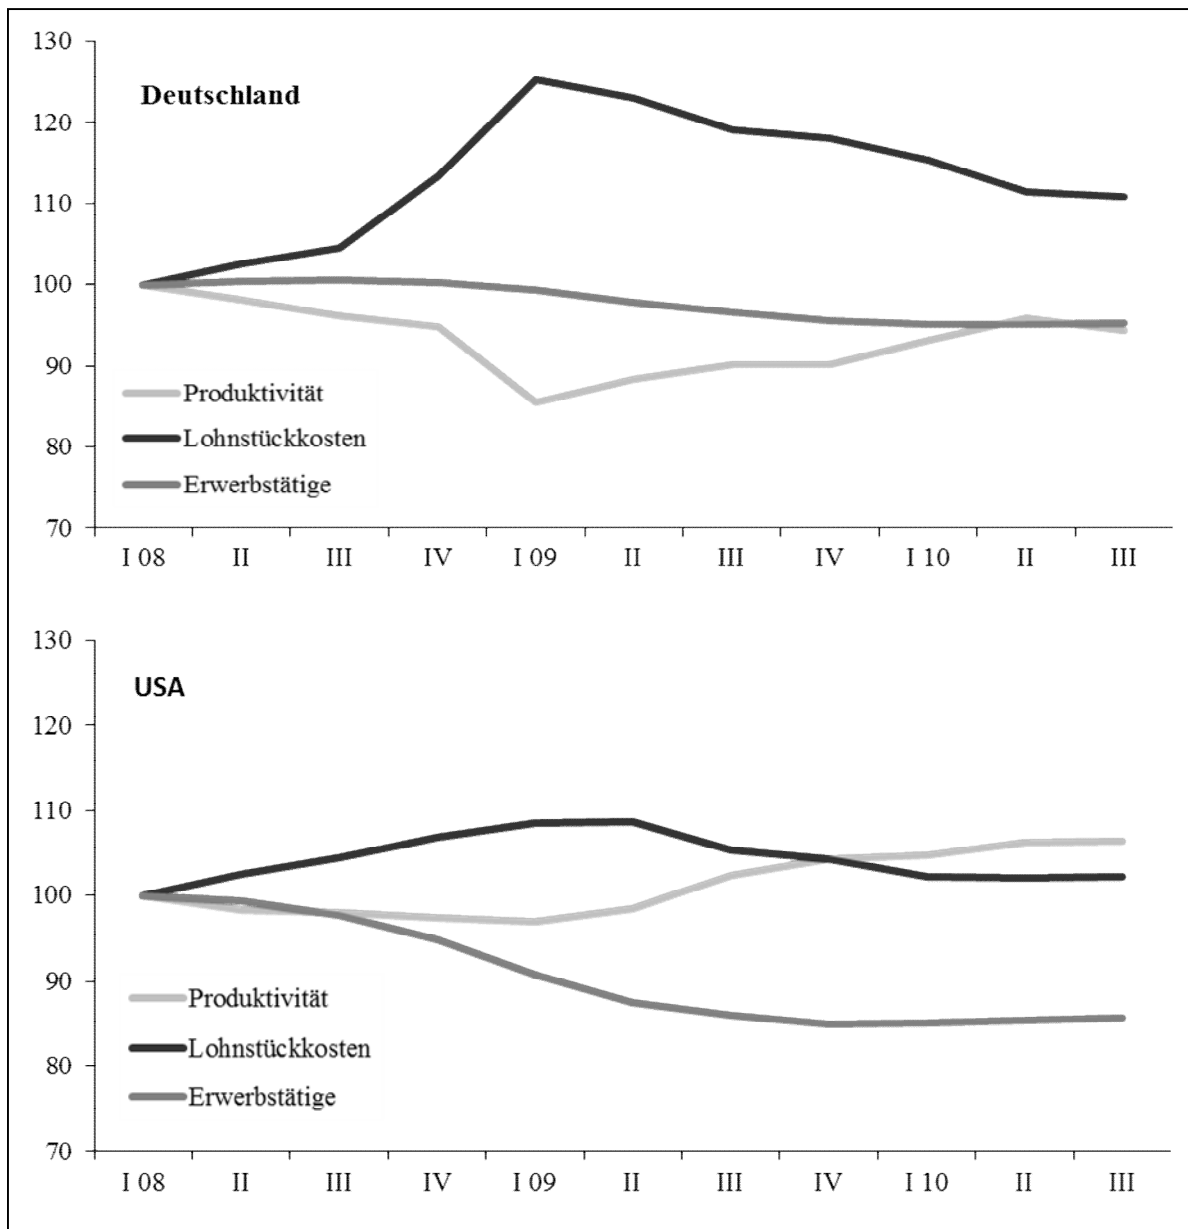 130
Deutschland
120
110
100
90
Produktivität
Lohnstückkosten
80
Erwerbstätige
70
I 08 II III IV I 09 II III IV I 10 II III
130
USA
120
110
100
90
Produktivität
Lohnstückkosten
80
Erwerbstätige
70
I 08 II III IV I 09 II III IV I 10 II III